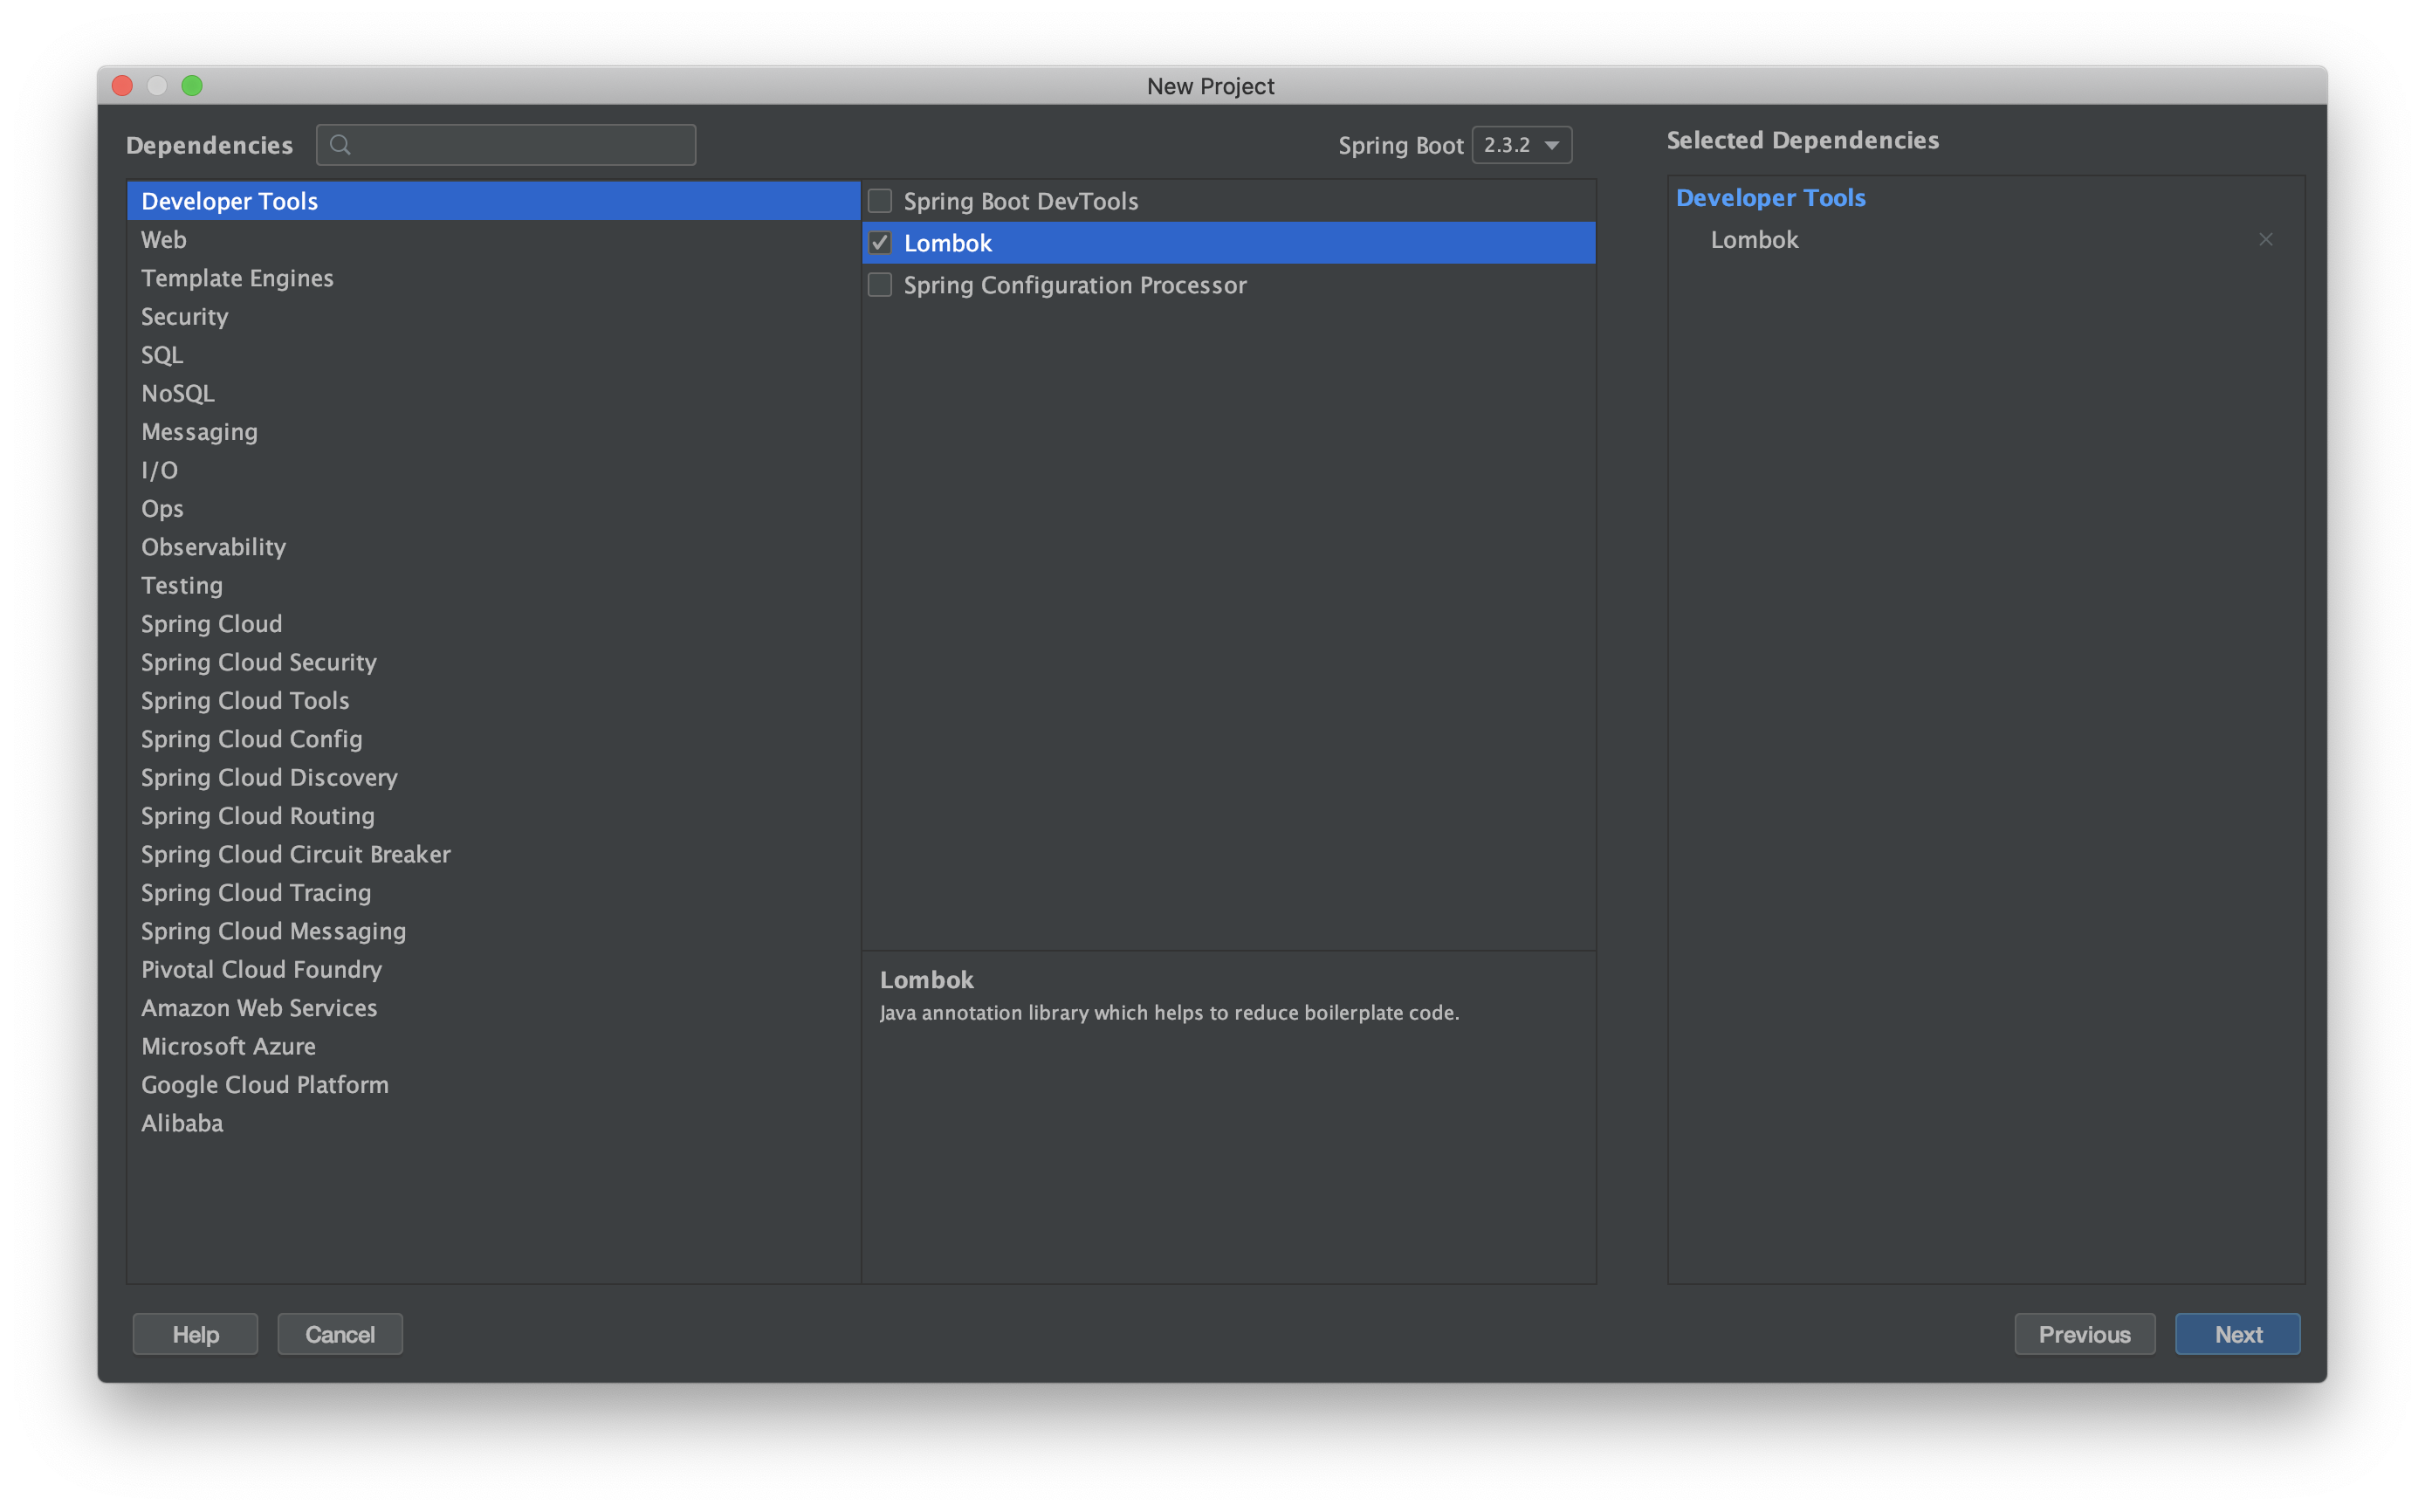 New Project
Dependencies
Spring Boot 2.3.2
Selected Dependencies
Developer Tools
Web
Template Engines
Security
SQL
NoSQL
Messaging
I/O
Ops
Observability
Testing
Spring Cloud
Spring Cloud Security
Spring Cloud Tools
Spring Cloud Config
Spring Cloud Discovery
Spring Cloud Routing
Spring Cloud Circuit Breaker
Spring Cloud Tracing
Spring Cloud Messaging
Pivotal Cloud Foundry
Amazon Web Services
Microsoft Azure
Google Cloud Platform
Alibaba
Spring Boot DevTools
Lombok
Spring Configuration Processor
Lombok
Java annotation library which helps to reduce boilerplate code.
Developer Tools
Lombok
Help
Cancel
Previous
Next